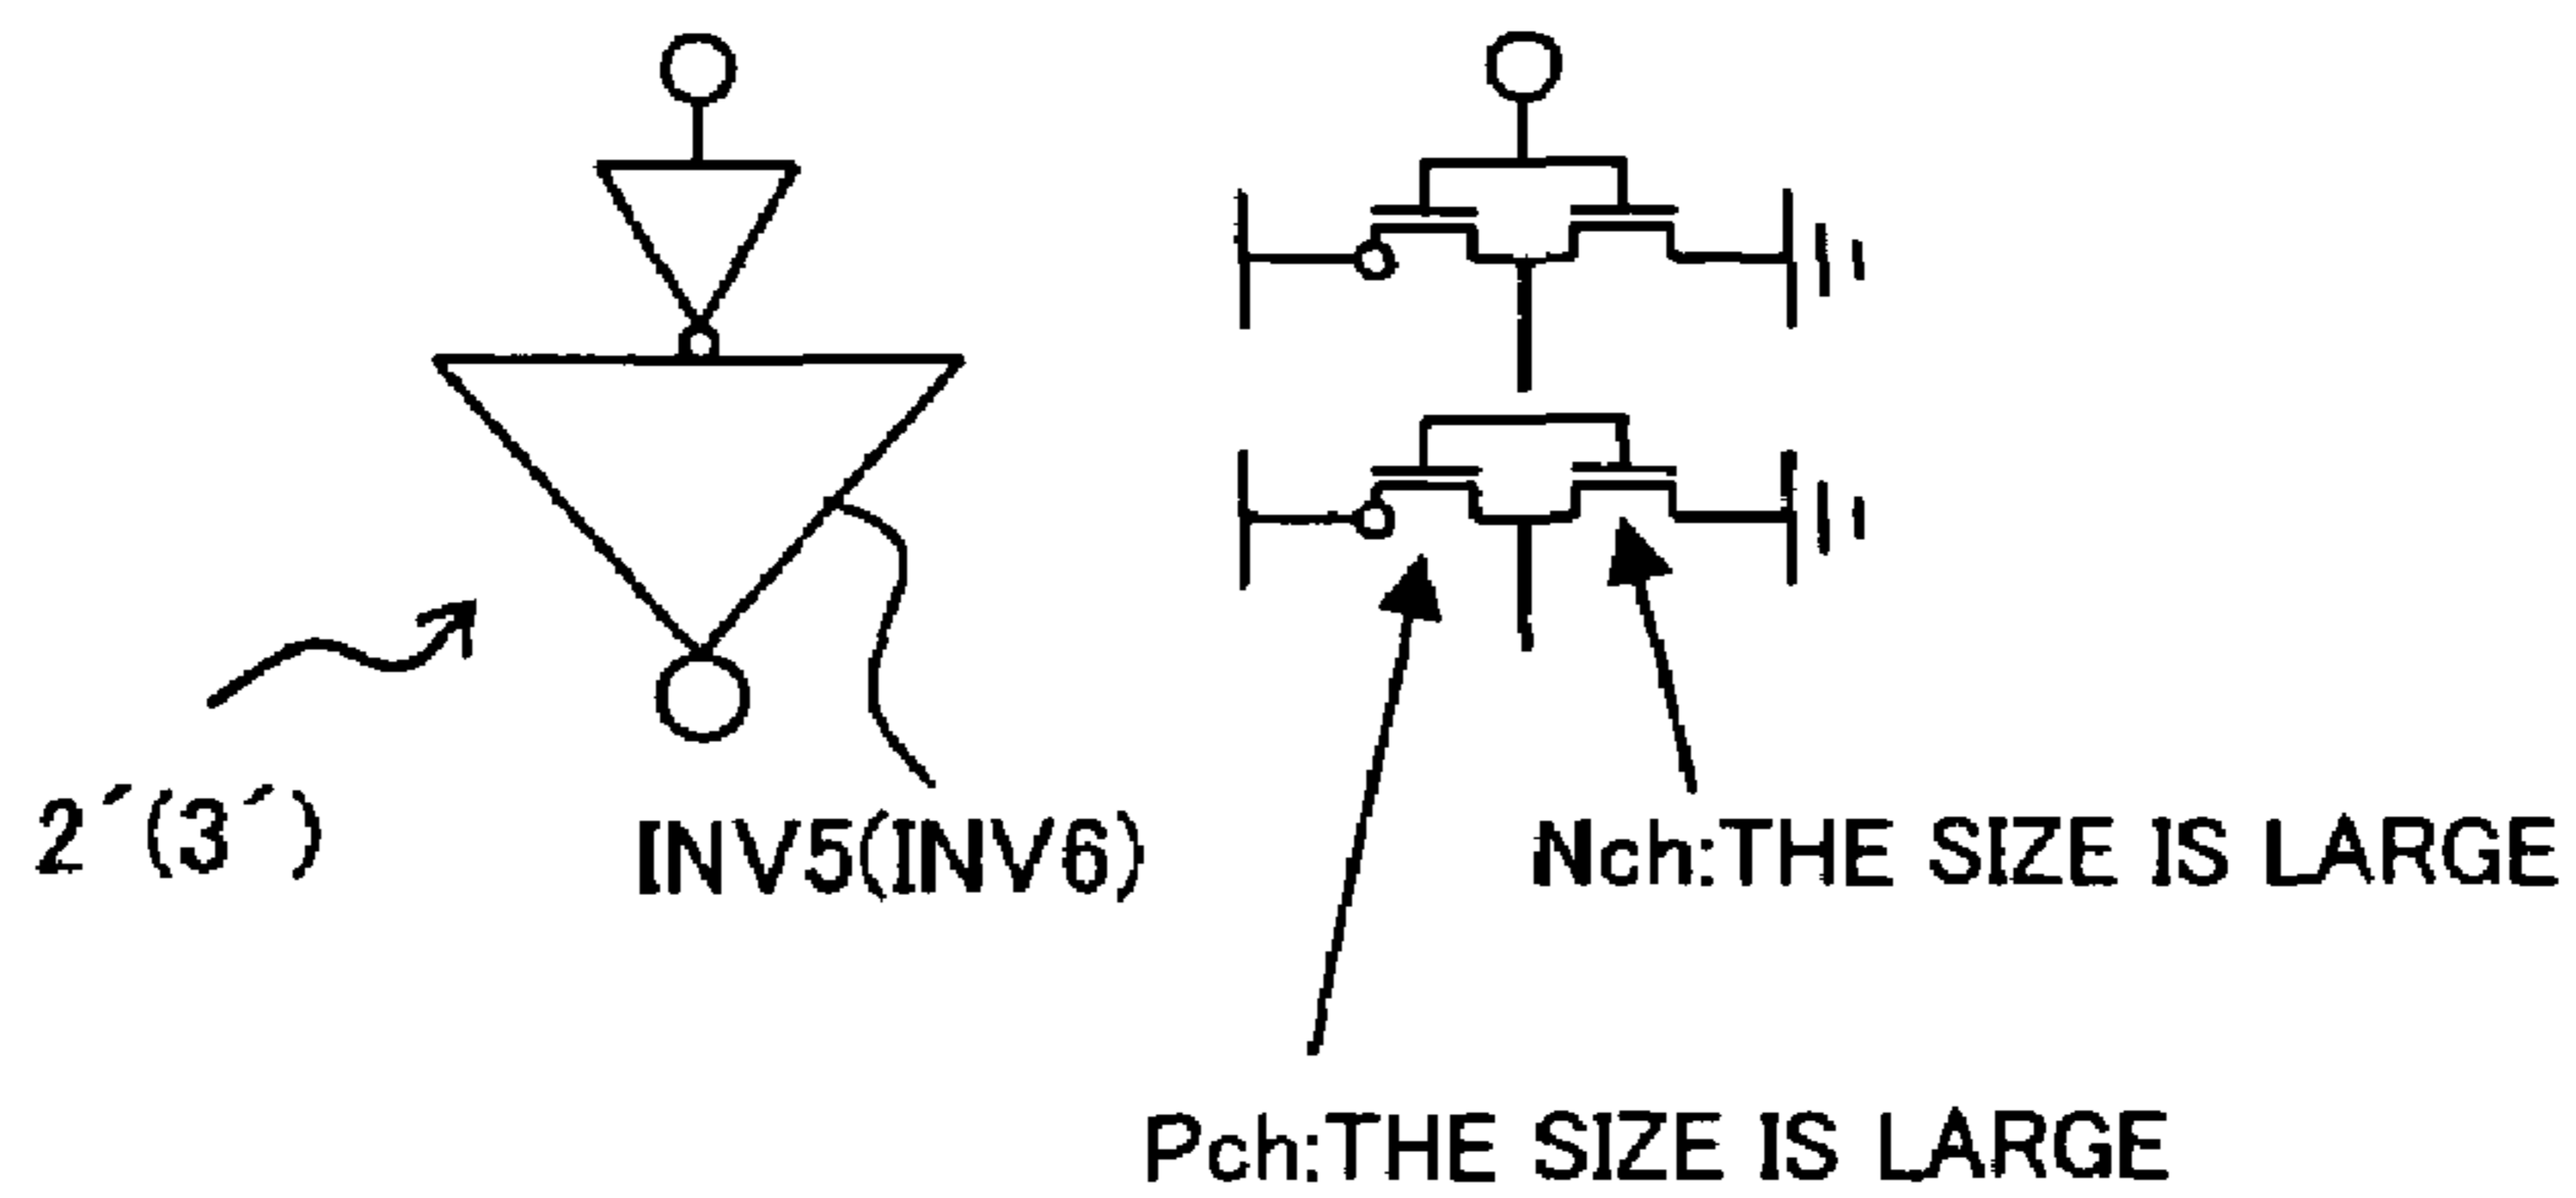 2´(3´)
INV5(INV6)
Nch:THE SIZE IS LARGE
Pch:THE SIZE IS LARGE